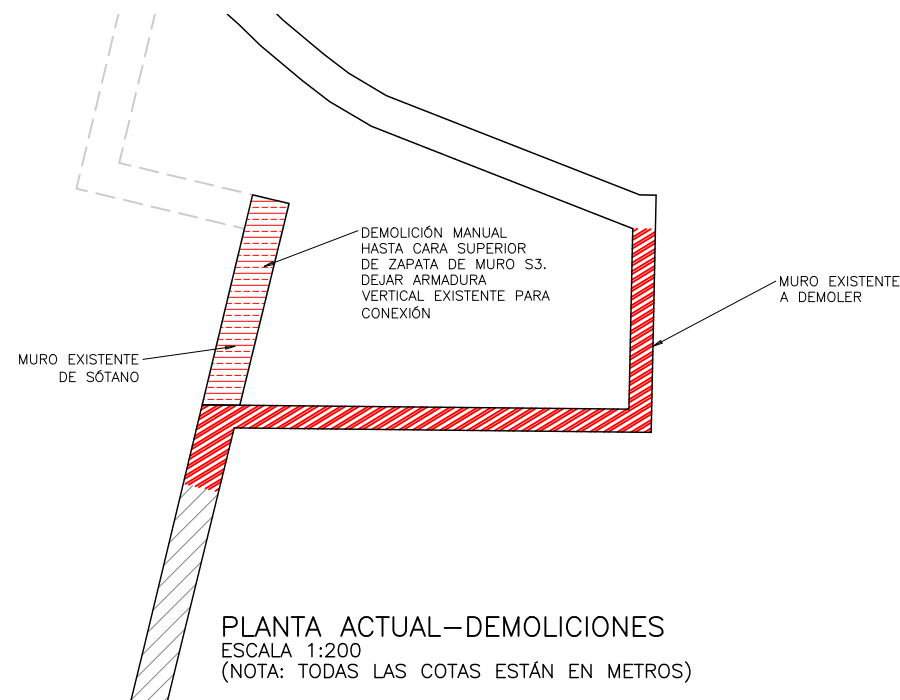 DEMOLICIÓN MANUAL
HASTA CARA SUPERIOR
DE ZAPATA DE MURO S3.
DEJAR ARMADURA
VERTICAL EXISTENTE PARA
CONEXIÓN
MURO EXISTENTE
A DEMOLER
MURO EXISTENTE
DE SÓTANO
PLANTA ACTUAL–DEMOLICIONES
ESCALA 1:200
(NOTA: TODAS LAS COTAS ESTÁN EN METROS)